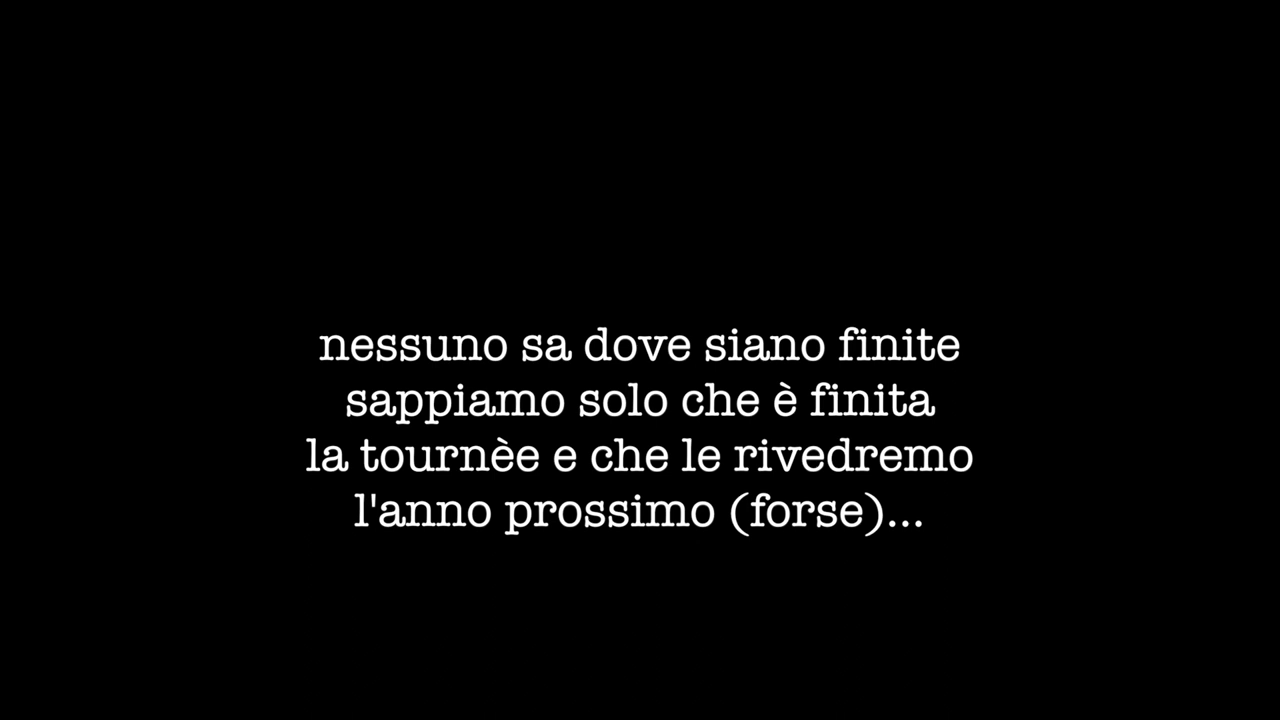 nessuno sa dove siano finite
sappiamo solo che è finita
la tournèe e che le rivedremo
l'anno prossimo (forse)...